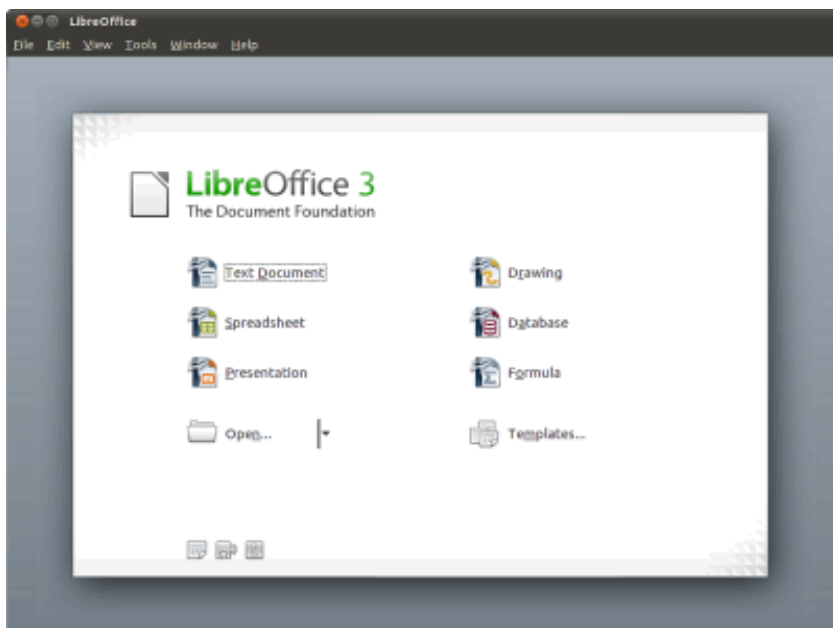 LibreOffice
File Edit View Tools Window Help
LibreOffice 3
The Document Foundation
Text Document
Drawing
Spreadsheet
Database
Presentation
Formula
Open...
Templates...